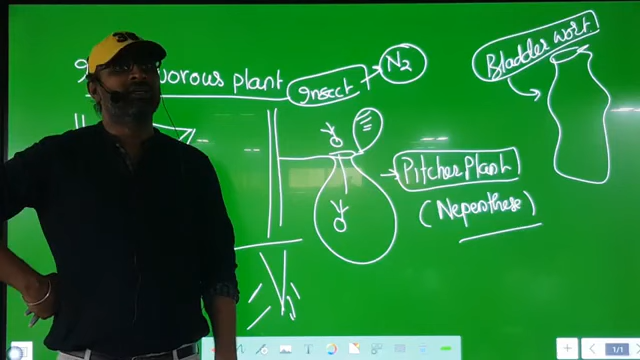 vorous plant
Insect
N2
Bladder wort
Pitcher Plant
(Nepenthese)
1/1